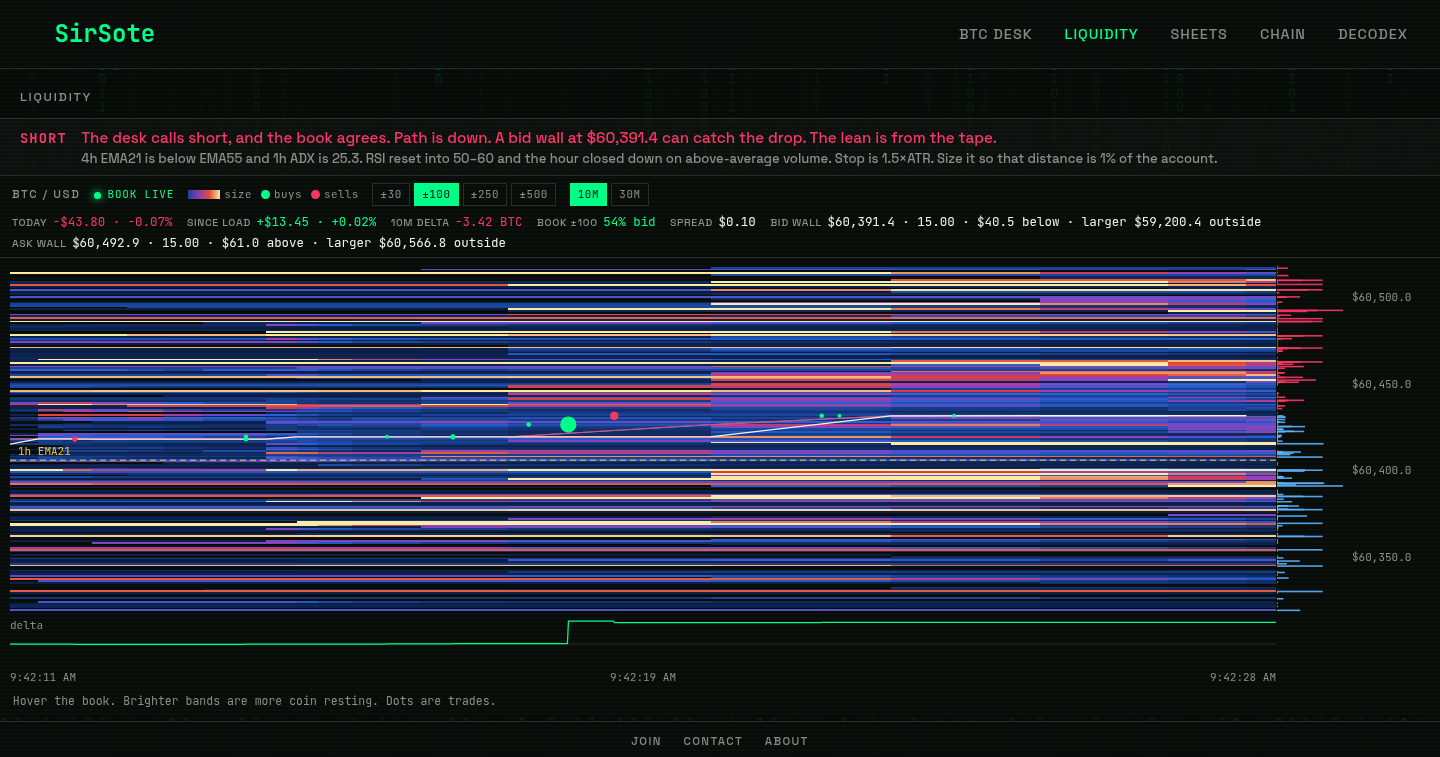 SirSote
BTC DESK LIQUIDITY SHEETS CHAIN DECODEX
LIQUIDITY
SHORT The desk calls short, and the book agrees. Path is down. A bid wall at $60,391.4 can catch the drop. The lean is from the tape.
4h EMA21 is below EMA55 and 1h ADX is 25.3. RSI reset into 50–60 and the hour closed down on above-average volume. Stop is 1.5×ATR. Size it so that distance is 1% of the account.
BTC / USD BOOK LIVE size buys sells ±30 ±100 ±250 ±500 10M 30M
TODAY -$43.80 · -0.07% SINCE LOAD +$13.45 · +0.02% 10M DELTA -3.42 BTC BOOK ±100 54% bid SPREAD $0.10 BID WALL $60,391.4 · 15.00 · $40.5 below · larger $59,200.4 outside
ASK WALL $60,492.9 · 15.00 · $61.0 above · larger $60,566.8 outside
$60,500.0
$60,450.0
1h EMA21
$60,400.0
$60,350.0
delta
9:42:11 AM 9:42:19 AM 9:42:28 AM
Hover the book. Brighter bands are more coin resting. Dots are trades.
JOIN CONTACT ABOUT